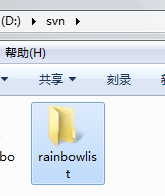 (D:) ▸ svn ▸
帮助(H)
共享 ▼ 刻录
bo
rainbowlis
t